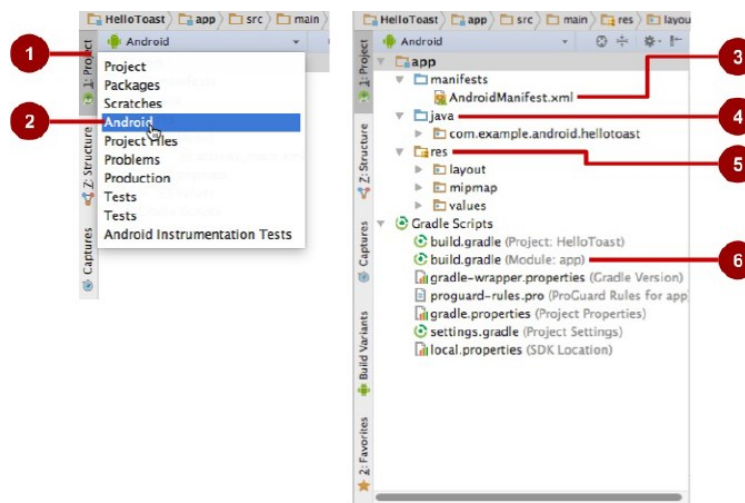 HelloToast app src main
1: Project
Android
Project
Packages
Scratches
Android
Project Files
Problems
Production
Tests
Tests
Android Instrumentation Tests
Z: Structure
Captures
1
2
HelloToast app src main res layou
1: Project
Android
app
manifests
AndroidManifest.xml
java
com.example.android.hellotoast
res
layout
mipmap
values
Gradle Scripts
build.gradle (Project: HelloToast)
build.gradle (Module: app)
gradle-wrapper.properties (Gradle Version)
proguard-rules.pro (ProGuard Rules for app
gradle.properties (Project Properties)
settings.gradle (Project Settings)
local.properties (SDK Location)
Z: Structure
Captures
Build Variants
2: Favorites
3
4
5
6